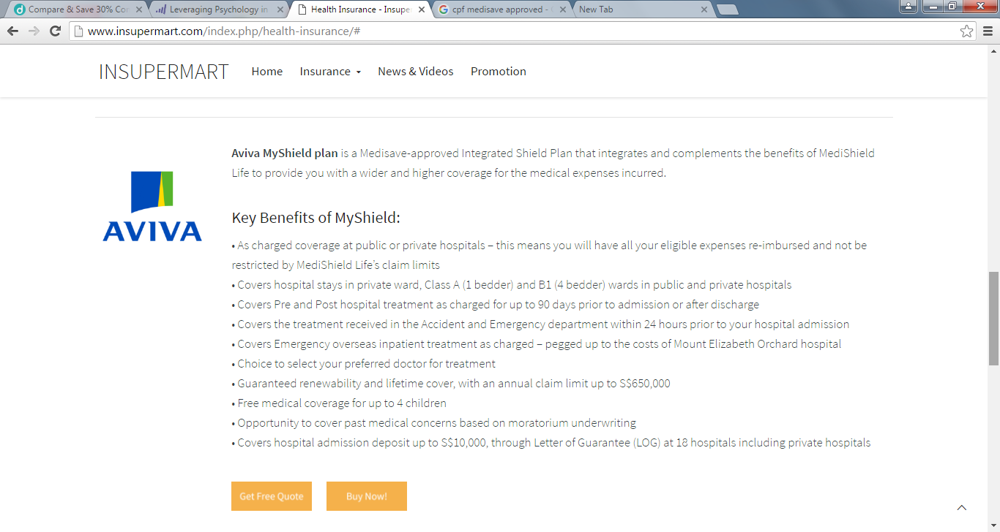 Compare & Save 30% Co
Leveraging Psychology in
Health Insurance - Insupe
cpf medisave approved -
New Tab
www.insupermart.com/index.php/health-insurance/#
INSUPERMART
Home
Insurance
News & Videos
Promotion
Aviva MyShield plan is a Medisave-approved Integrated Shield Plan that integrates and complements the benefits of MediShield
Life to provide you with a wider and higher coverage for the medical expenses incurred.
AVIVA
Key Benefits of MyShield:
• As charged coverage at public or private hospitals – this means you will have all your eligible expenses re-imbursed and not be
restricted by MediShield Life’s claim limits
• Covers hospital stays in private ward, Class A (1 bedder) and B1 (4 bedder) wards in public and private hospitals
• Covers Pre and Post hospital treatment as charged for up to 90 days prior to admission or after discharge
• Covers the treatment received in the Accident and Emergency department within 24 hours prior to your hospital admission
• Covers Emergency overseas inpatient treatment as charged – pegged up to the costs of Mount Elizabeth Orchard hospital
• Choice to select your preferred doctor for treatment
• Guaranteed renewability and lifetime cover, with an annual claim limit up to S$650,000
• Free medical coverage for up to 4 children
• Opportunity to cover past medical concerns based on moratorium underwriting
• Covers hospital admission deposit up to S$10,000, through Letter of Guarantee (LOG) at 18 hospitals including private hospitals
Get Free Quote
Buy Now!